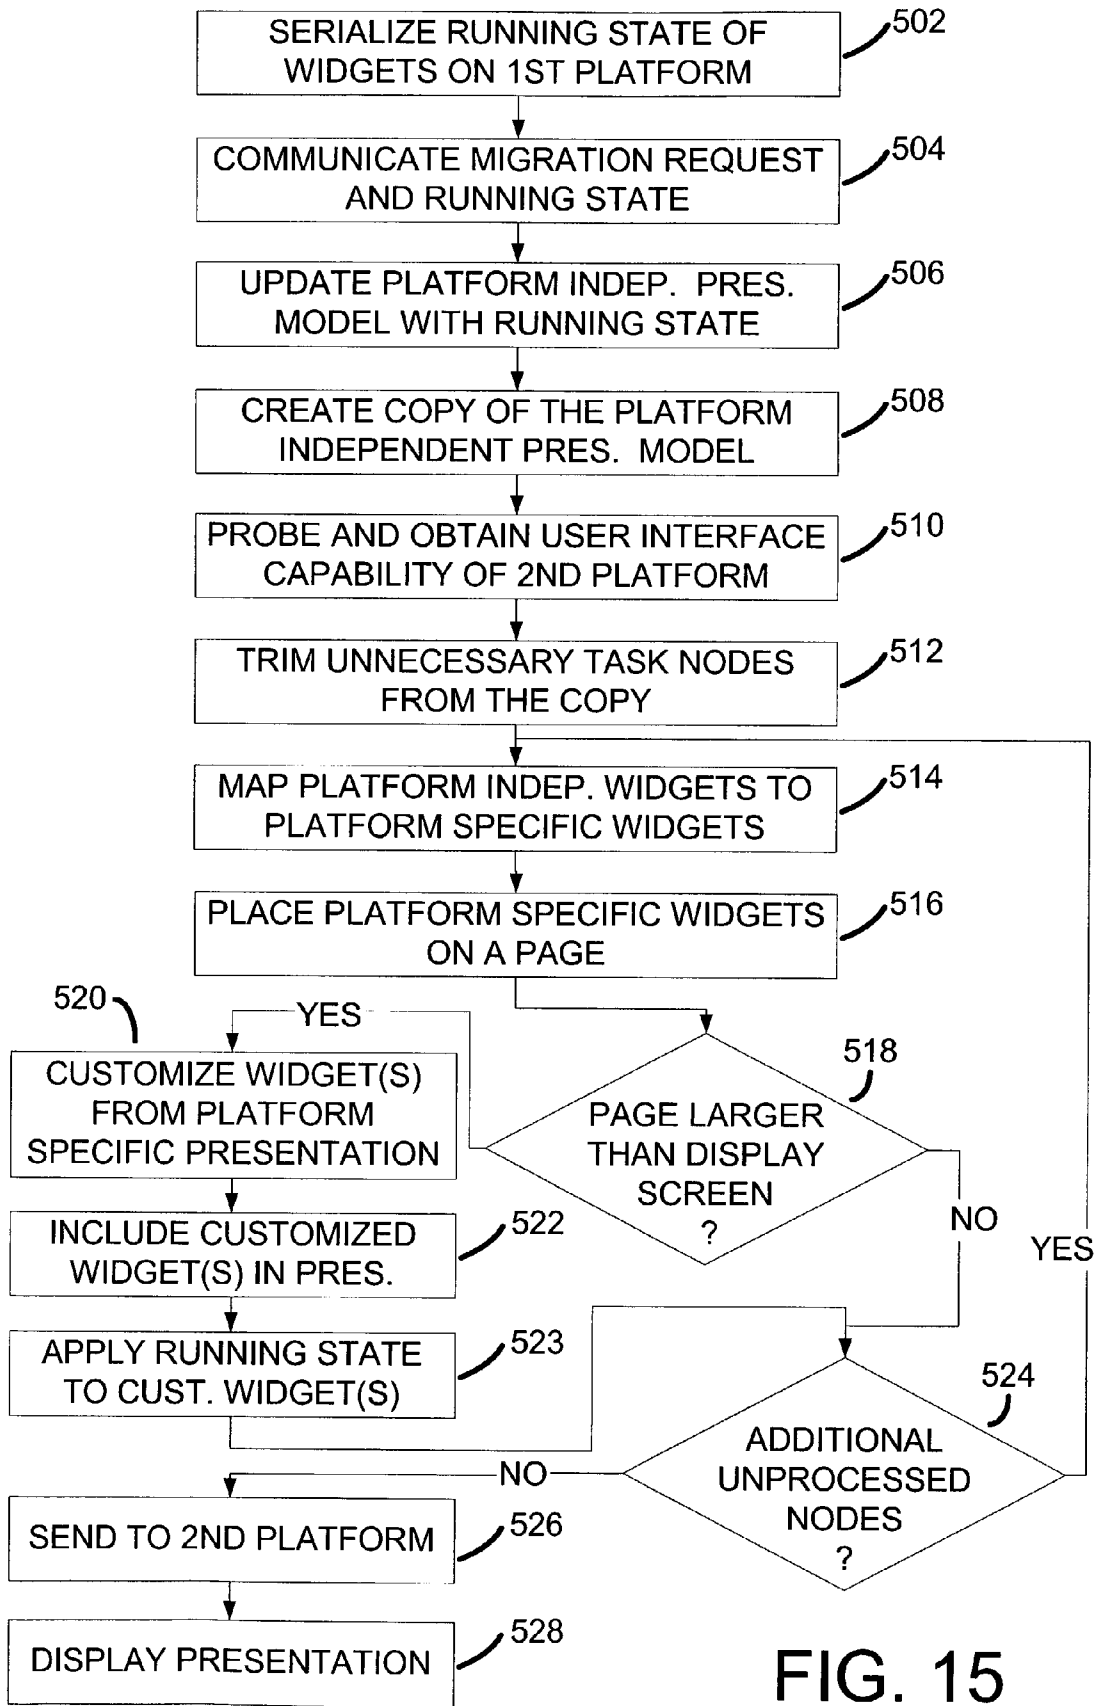 SERIALIZE RUNNING STATE OF
WIDGETS ON 1ST PLATFORM
502
COMMUNICATE MIGRATION REQUEST
AND RUNNING STATE
504
UPDATE PLATFORM INDEP. PRES.
MODEL WITH RUNNING STATE
506
CREATE COPY OF THE PLATFORM
INDEPENDENT PRES. MODEL
508
PROBE AND OBTAIN USER INTERFACE
CAPABILITY OF 2ND PLATFORM
510
TRIM UNNECESSARY TASK NODES
FROM THE COPY
512
MAP PLATFORM INDEP. WIDGETS TO
PLATFORM SPECIFIC WIDGETS
514
PLACE PLATFORM SPECIFIC WIDGETS
ON A PAGE
516
PAGE LARGER
THAN DISPLAY
SCREEN
?
518
YES
NO
520
CUSTOMIZE WIDGET(S)
FROM PLATFORM
SPECIFIC PRESENTATION
INCLUDE CUSTOMIZED
WIDGET(S) IN PRES.
522
APPLY RUNNING STATE
TO CUST. WIDGET(S)
523
ADDITIONAL
UNPROCESSED
NODES
?
524
YES
NO
SEND TO 2ND PLATFORM
526
DISPLAY PRESENTATION
528
FIG. 15